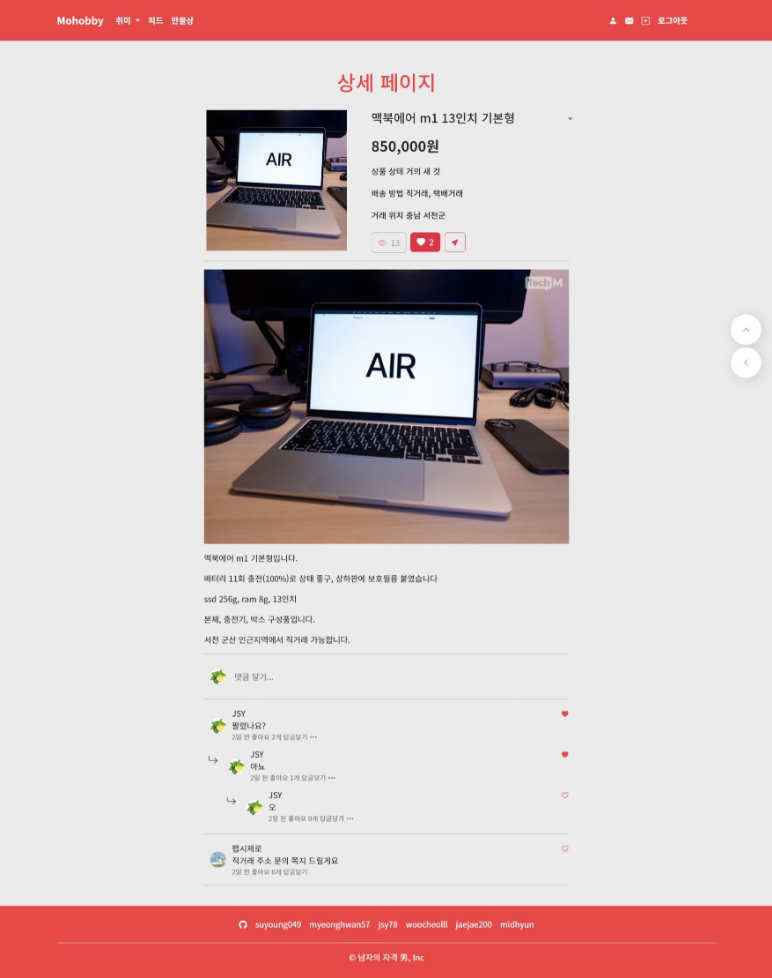 Mohobby 취미 피드 만물상 로그아웃
상세 페이지
AIR
맥북에어 m1 13인치 기본형
850,000원
상품 상태 거의 새 것
배송 방법 직거래, 택배거래
거래 위치 충남 서천군
13 2
Tech M
AIR
맥북에어 m1 기본형입니다.
배터리 11회 충전(100%)로 상태 좋구, 상하판에 보호필름 붙였습니다
ssd 256g, ram 8g, 13인치
본체, 충전기, 박스 구성품입니다.
서천 군산 인근지역에서 직거래 가능합니다.
댓글 달기...
JSY
팔렸나요?
2일 전 좋아요 2개 답글달기 •••
JSY
아뇨
2일 전 좋아요 1개 답글달기 •••
JSY
오
2일 전 좋아요 0개 답글달기 •••
펩시제로
직거래 주소 문의 쪽지 드릴게요
2일 전 좋아요 0개 답글달기
suyoung049 myeonghwan57 jsy78 woocheolll jaejae200 midhyun
© 남자의 자격 男, Inc